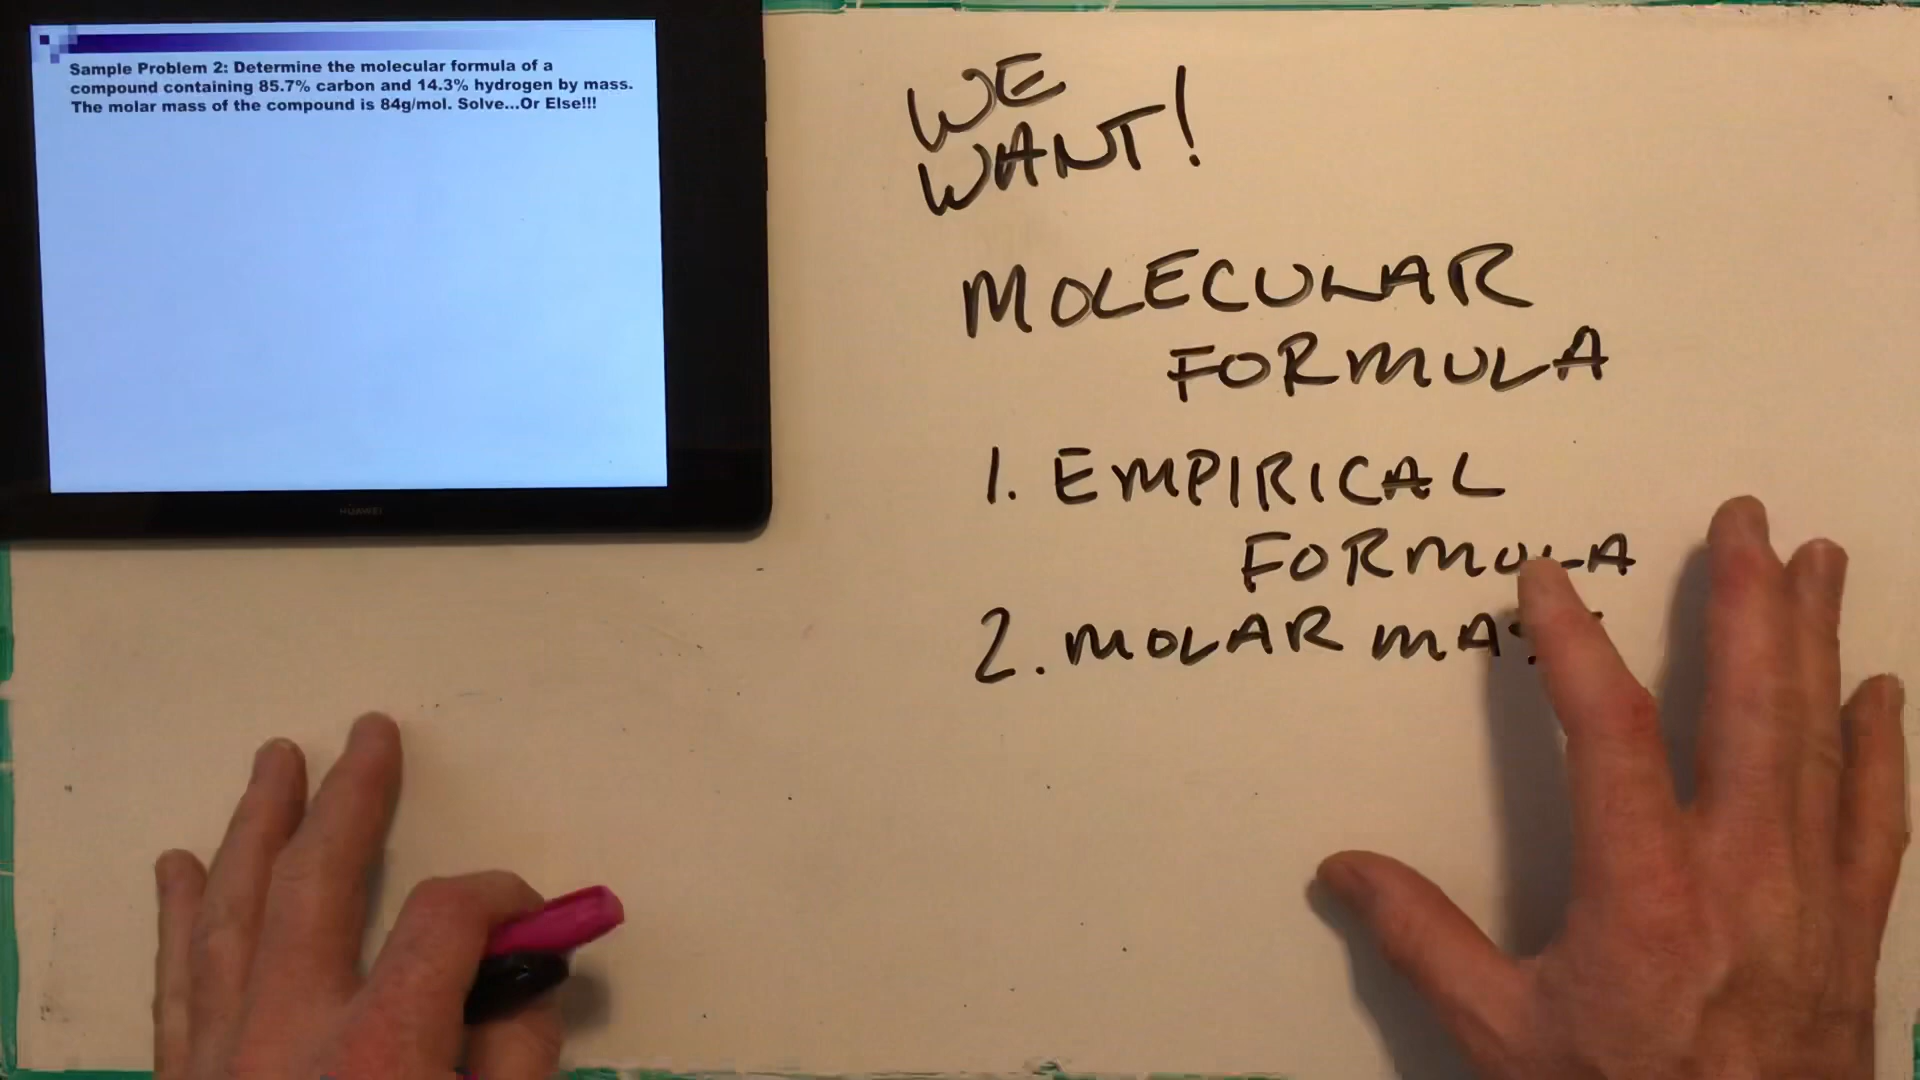 Sample Problem 2: Determine the molecular formula of a
compound containing 85.7% carbon and 14.3% hydrogen by mass.
The molar mass of the compound is 84g/mol. Solve...Or Else!!!
HUAWEI
WE
WANT!
MOLECULAR
FORMULA
1. EMPIRICAL
FORMULA
2. MOLAR